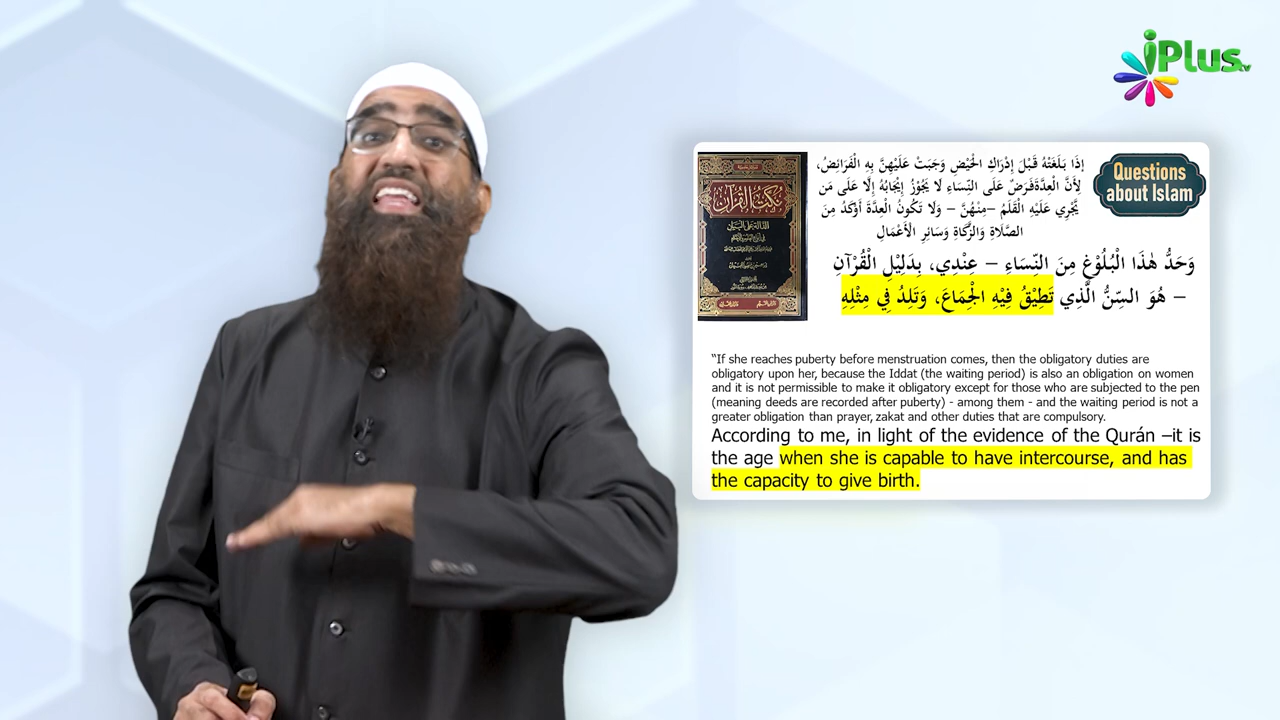 iPlus.tv
Questions
about Islam
إِذَا بَلَغَتْهُ قَبْلَ إِدْرَاكِ الْحَيْضِ وَجَبَتْ عَلَيْهِنَّ بِهِ الْفَرَائِضُ،
لِأَنَّ الْعِدَّةَفَرَضٌ عَلَى النِّسَاءِ لَا يَجُوْزُ إِيْجَابُهُ إِلَّا عَلَى مَن
يَّجْرِي عَلَيْهِ الْقَلَمُ –مِنْهُنَّ – وَلَا تَكُونُ الْعِدَّةُ أَوْكَدُ مِنَ
الصَّلَاةِ وَالزَّكَاةِ وَسَائِرِ الْأَعْمَالِ
نكت القرآن
الدالة على البيان
وَحَدُّ هٰذَا الْبُلُوْغِ مِنَ النِّسَاءِ – عِنْدِي، بِدَلِيْلِ الْقُرْآنِ
– هُوَ السِّنُّ الَّذِي تَطِيْقُ فِيْهِ الْجِمَاعَ، وَتَلِدُ فِي مِثْلِهِ
“If she reaches puberty before menstruation comes, then the obligatory duties are
obligatory upon her, because the Iddat (the waiting period) is also an obligation on women
and it is not permissible to make it obligatory except for those who are subjected to the pen
(meaning deeds are recorded after puberty) - among them - and the waiting period is not a
greater obligation than prayer, zakat and other duties that are compulsory.
According to me, in light of the evidence of the Qurán –it is
the age when she is capable to have intercourse, and has
the capacity to give birth.